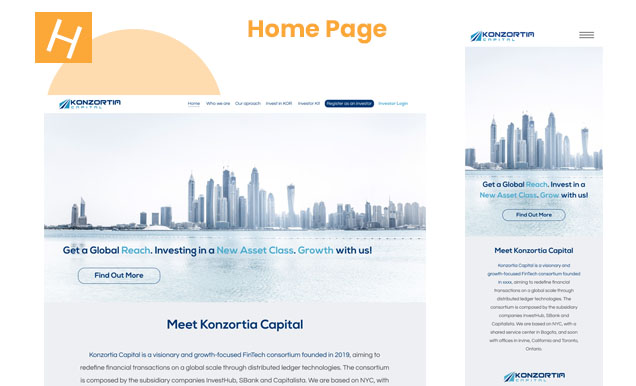 H
Home Page
KONZORTIA
CAPITAL
Home Who we are Our aproach Invest in KOR Investor Kit Register as an investor Investor Login
Get a Global Reach. Investing in a New Asset Class. Growth with us!
Find Out More
Meet Konzortia Capital
Konzortia Capital is a visionary and growth-focused FinTech consortium founded in 2019, aiming to
redefine financial transactions on a global scale through distributed ledger technologies. The consortium
is composed by the subsidiary companies InvestHub, SBank and Capitalista. We are based on NYC, with
KONZORTIA
CAPITAL
Get a Global Reach. Invest in a
New Asset Class. Grow with us!
Find Out More
Meet Konzortia Capital
Konzortia Capital is a visionary and
growth-focused FinTech consortium founded
in xxxx, aiming to redefine financial
transactions on a global scale through
distributed ledger technologies. The consortium
is composed by the subsidiary
companies InvestHub, SBank and
Capitalista. We are based on NYC, with a
shared service center in Bogota, and soon
with offices in Irvine, California and Toronto,
Ontario.
KONZORTIA
CAPITAL